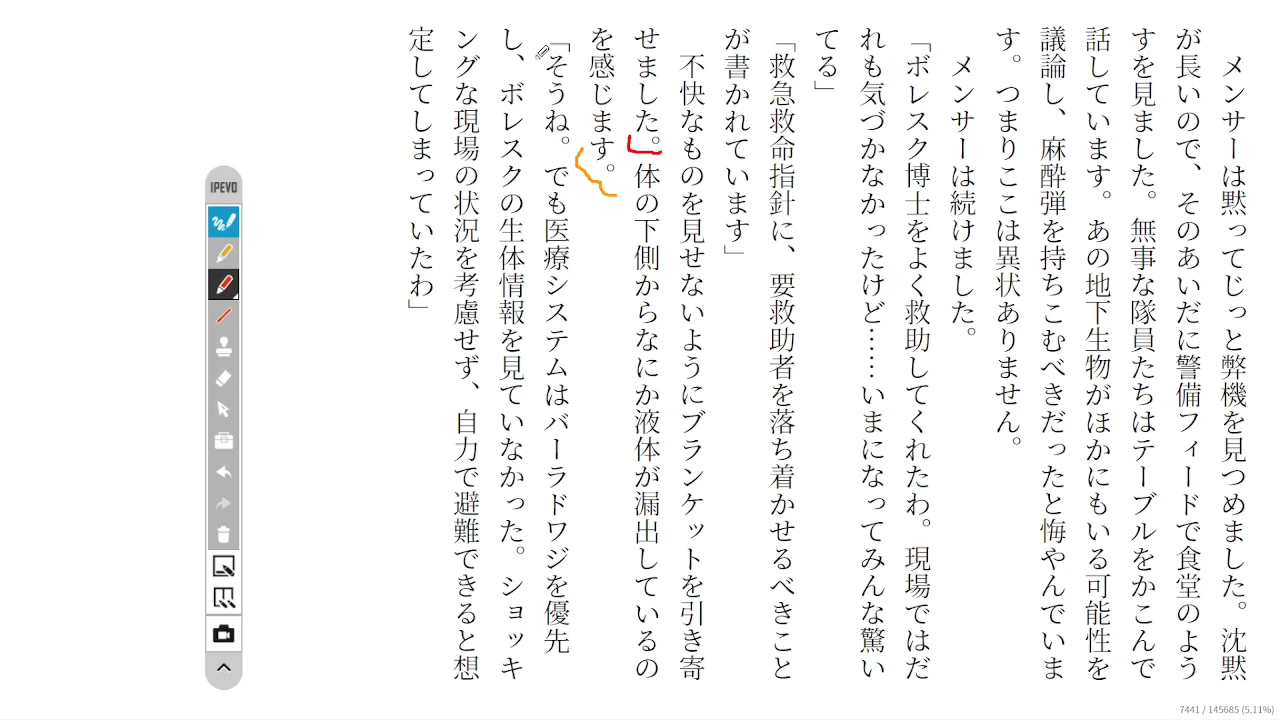 メンサーは黙ってじっと弊機を見つめました。沈黙
が長いので、そのあいだに警備フィードで食堂のよう
すを見ました。無事な隊員たちはテーブルをかこんで
話しています。あの地下生物がほかにもいる可能性を
議論し、麻酔弾を持ちこむべきだったと悔やんでいま
す。つまりここは異状ありません。
　メンサーは続けました。
「ボレスク博士をよく救助してくれたわ。現場ではだ
れも気づかなかったけど……いまになってみんな驚い
てる」
「救急救命指針に、要救助者を落ち着かせるべきこと
が書かれています」
　不快なものを見せないようにブランケットを引き寄
せました。体の下側からなにか液体が漏出しているの
を感じます。
「そうね。でも医療システムはバーラドワジを優先
し、ボレスクの生体情報を見ていなかった。ショッキ
ングな現場の状況を考慮せず、自力で避難できると想
定してしまっていたわ」
IPEVO
7441 / 145685 (5.11%)